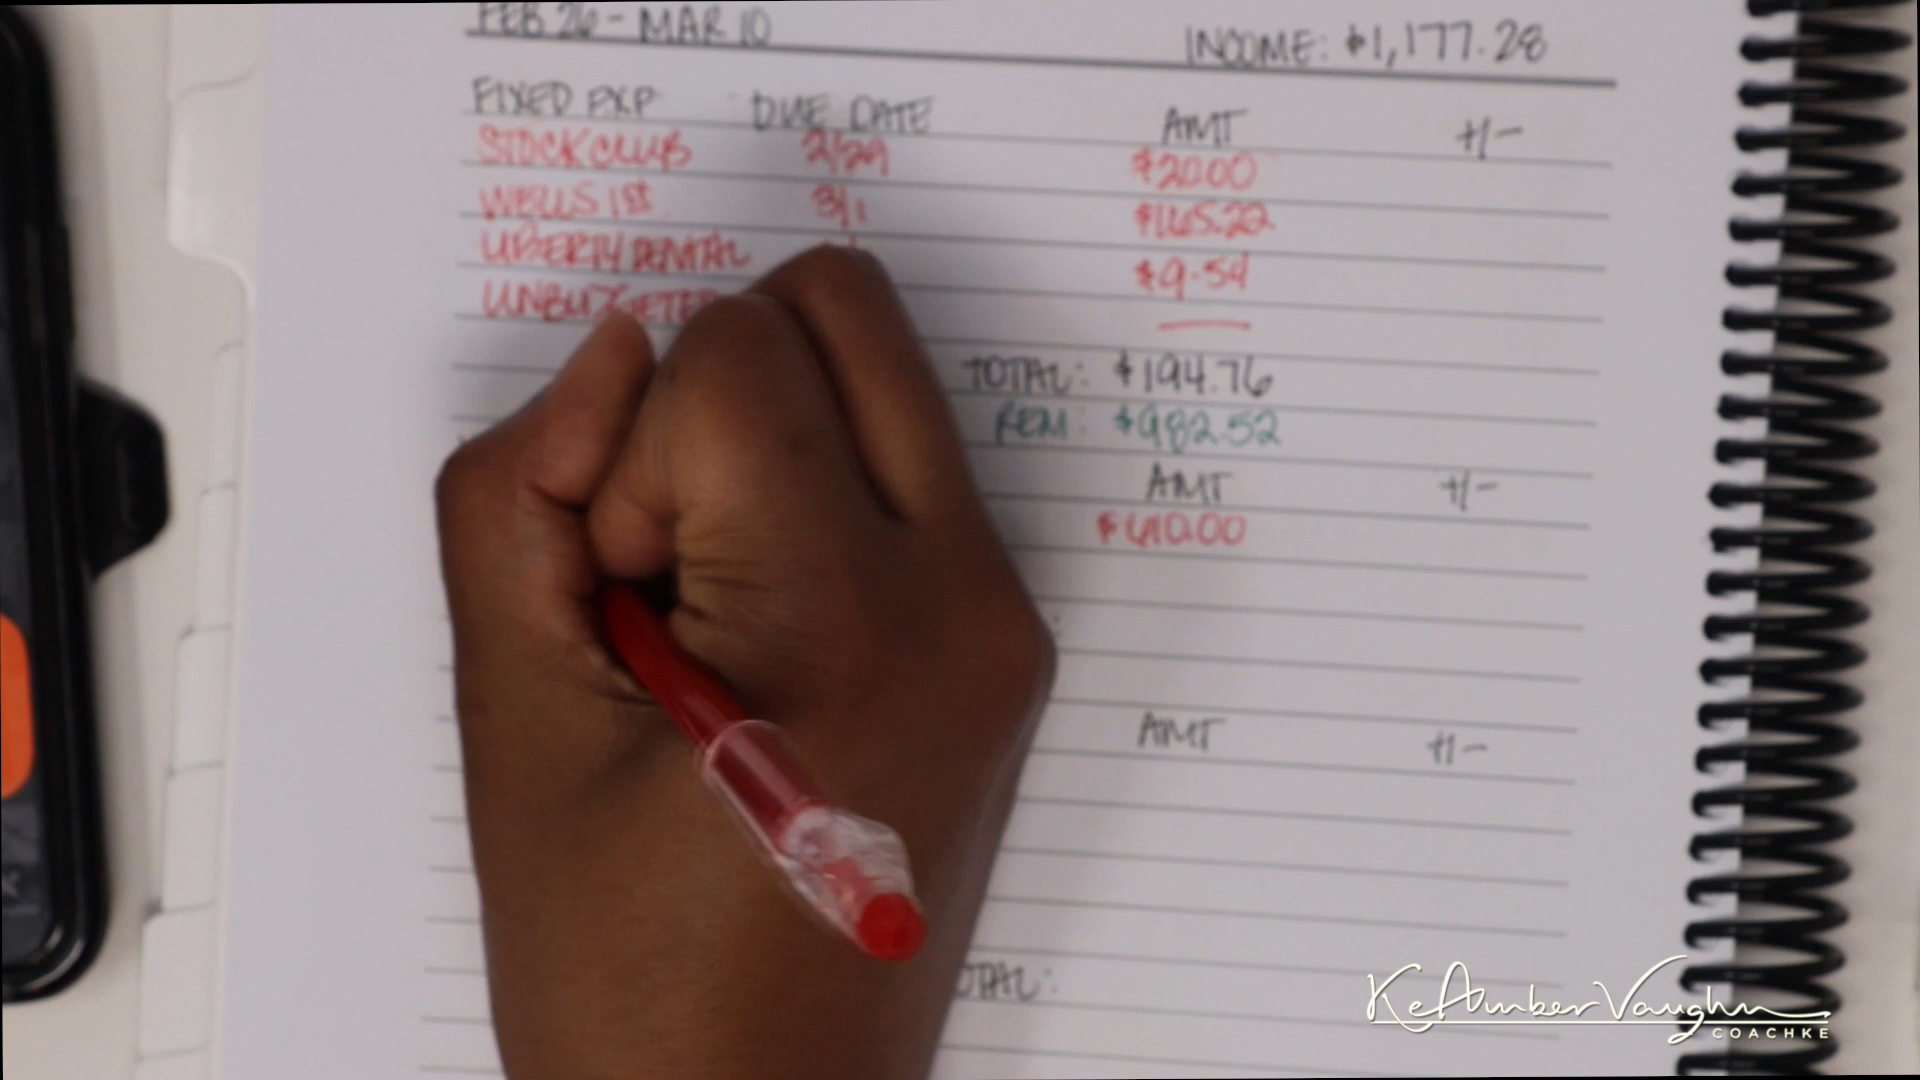 FEB 26 - MAR 10 INCOME: $1,177.28
FIXED EXP DUE DATE AMT +/-
STOCK CLUB 2/29 $20.00
WELLS 1st 3/1 $165.22
LIBERTY DENTAL $9.54
UNBUDGETED —
TOTAL: $194.76
REM: $982.52
AMT +/-
$610.00
AMT +/-
OTAL:
KeAmber Vaughn
COACHKE